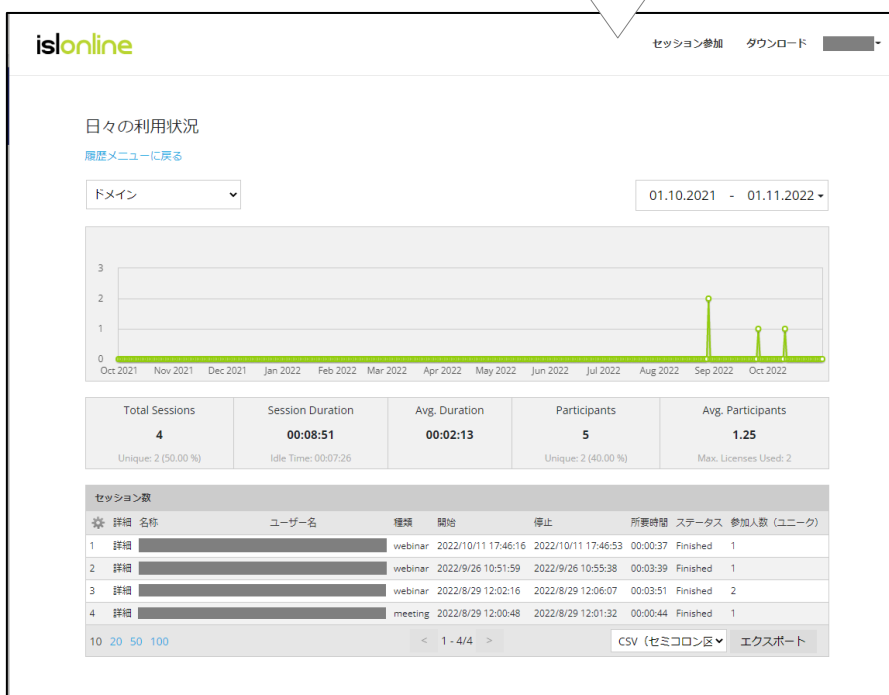 islonline
セッション参加 ダウンロード
日々の利用状況
履歴メニューに戻る
ドメイン 01.10.2021 - 01.11.2022
3
2
1
0
Oct 2021 Nov 2021 Dec 2021 Jan 2022 Feb 2022 Mar 2022 Apr 2022 May 2022 Jun 2022 Jul 2022 Aug 2022 Sep 2022 Oct 2022
Total Sessions Session Duration Avg. Duration Participants Avg. Participants
4 00:08:51 00:02:13 5 1.25
Unique: 2 (50.00 %) Idle Time: 00:07:26 Unique: 2 (40.00 %) Max. Licenses Used: 2
セッション数
詳細 名称 ユーザー名 種類 開始 停止 所要時間 ステータス 参加人数（ユニーク）
1 詳細 webinar 2022/10/11 17:46:16 2022/10/11 17:46:53 00:00:37 Finished 1
2 詳細 webinar 2022/9/26 10:51:59 2022/9/26 10:55:38 00:03:39 Finished 1
3 詳細 webinar 2022/8/29 12:02:16 2022/8/29 12:06:07 00:03:51 Finished 2
4 詳細 meeting 2022/8/29 12:00:48 2022/8/29 12:01:32 00:00:44 Finished 1
10 20 50 100 < 1 - 4/4 > CSV（セミコロン区 エクスポート